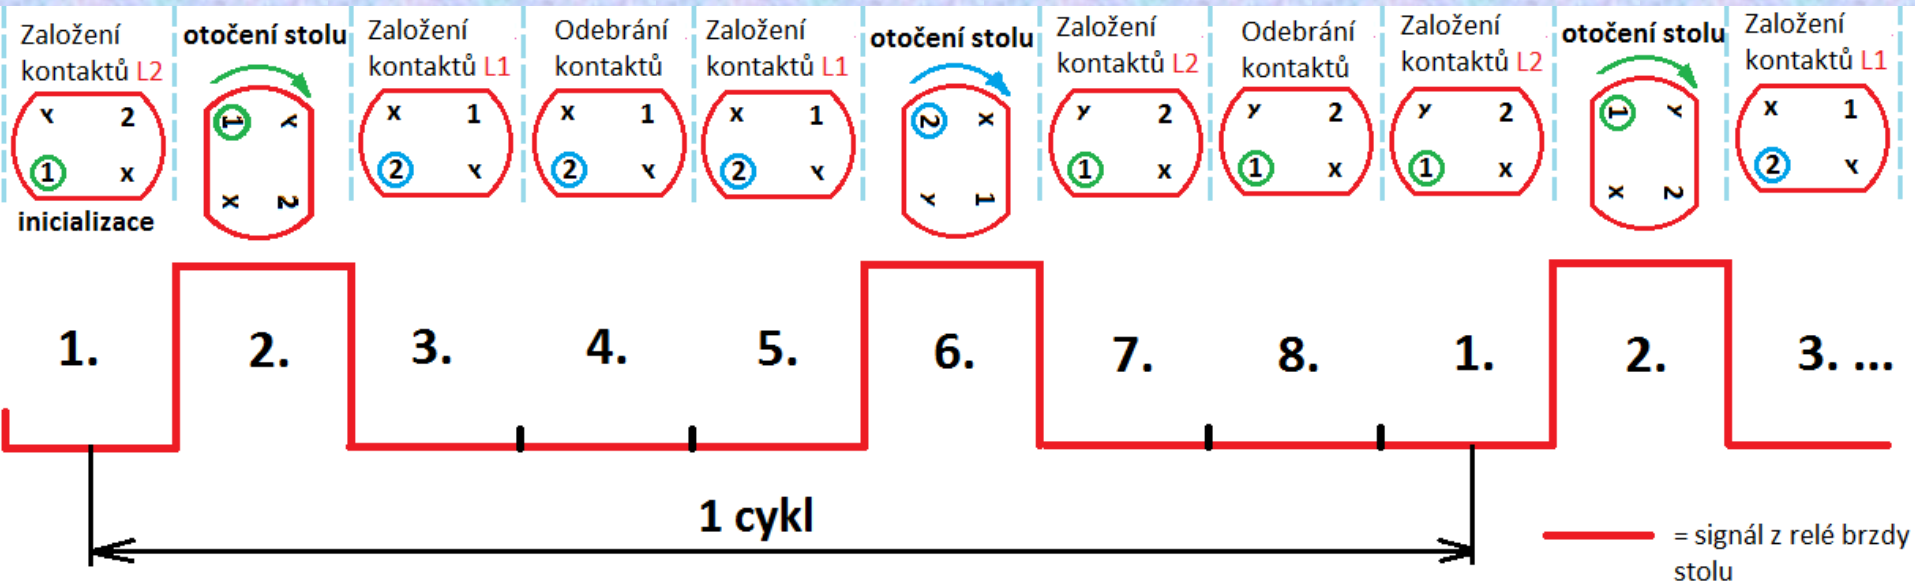 Založení
kontaktů L2
Y 2
1 x
inicializace
otočení stolu
1 Y
x 2
Založení
kontaktů L1
x 1
2 Y
Odebrání
kontaktů
x 1
2 Y
Založení
kontaktů L1
x 1
2 Y
otočení stolu
2 x
Y 1
Založení
kontaktů L2
Y 2
1 x
Odebrání
kontaktů
Y 2
1 x
Založení
kontaktů L2
Y 2
1 x
otočení stolu
1 Y
x 2
Založení
kontaktů L1
x 1
2 Y
1. 2. 3. 4. 5. 6. 7. 8. 1. 2. 3. ...
1 cykl
= signál z relé brzdy
stolu